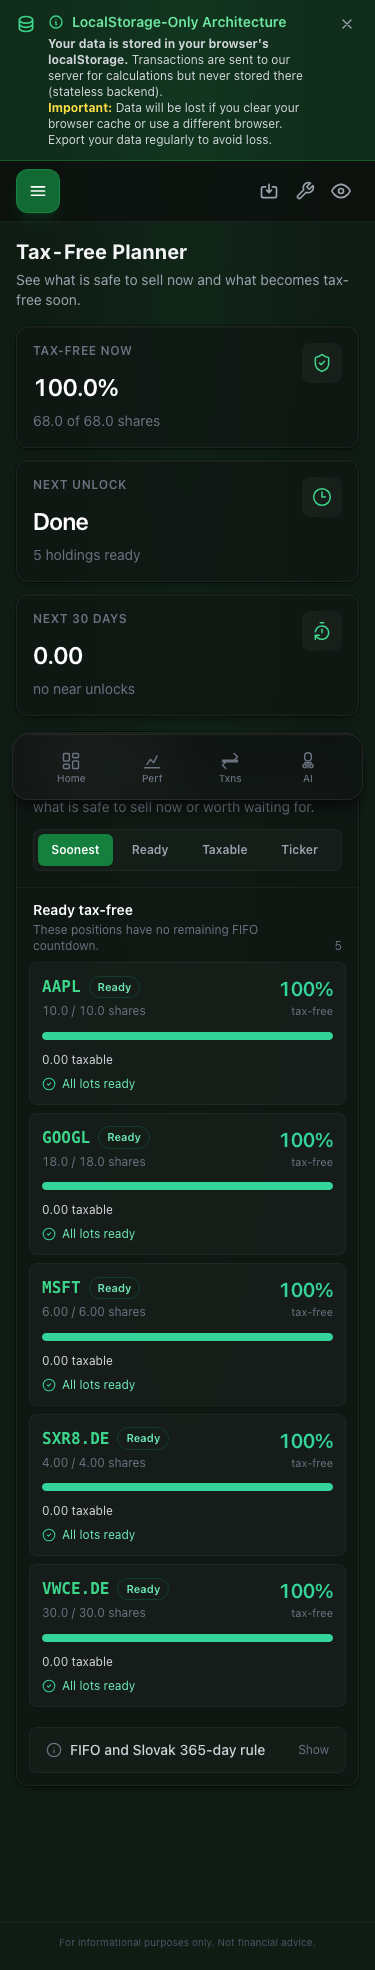 LocalStorage-Only Architecture
Your data is stored in your browser's
localStorage. Transactions are sent to our
server for calculations but never stored there
(stateless backend).
Important: Data will be lost if you clear your
browser cache or use a different browser.
Export your data regularly to avoid loss.
Tax-Free Planner
See what is safe to sell now and what becomes tax-
free soon.
TAX-FREE NOW
100.0%
68.0 of 68.0 shares
NEXT UNLOCK
Done
5 holdings ready
NEXT 30 DAYS
0.00
no near unlocks
Home Perf Txns AI
what is safe to sell now or worth waiting for.
Soonest Ready Taxable Ticker
Ready tax-free
These positions have no remaining FIFO
countdown. 5
AAPL Ready 100%
10.0 / 10.0 shares tax-free
0.00 taxable
All lots ready
GOOGL Ready 100%
18.0 / 18.0 shares tax-free
0.00 taxable
All lots ready
MSFT Ready 100%
6.00 / 6.00 shares tax-free
0.00 taxable
All lots ready
SXR8.DE Ready 100%
4.00 / 4.00 shares tax-free
0.00 taxable
All lots ready
VWCE.DE Ready 100%
30.0 / 30.0 shares tax-free
0.00 taxable
All lots ready
FIFO and Slovak 365-day rule Show
For informational purposes only. Not financial advice.